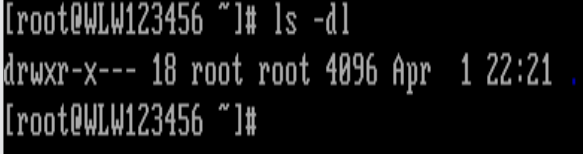 [root@WLW123456 ~]# ls -dl
drwxr-x--- 18 root root 4096 Apr  1 22:21 .
[root@WLW123456 ~]#